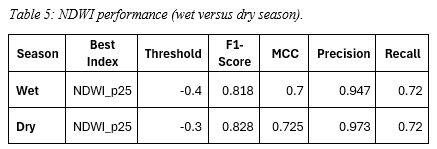 Table 5: NDWI performance (wet versus dry season).
Season Best Index Threshold F1-Score MCC Precision Recall
Wet NDWI_p25 -0.4 0.818 0.7 0.947 0.72
Dry NDWI_p25 -0.3 0.828 0.725 0.973 0.72